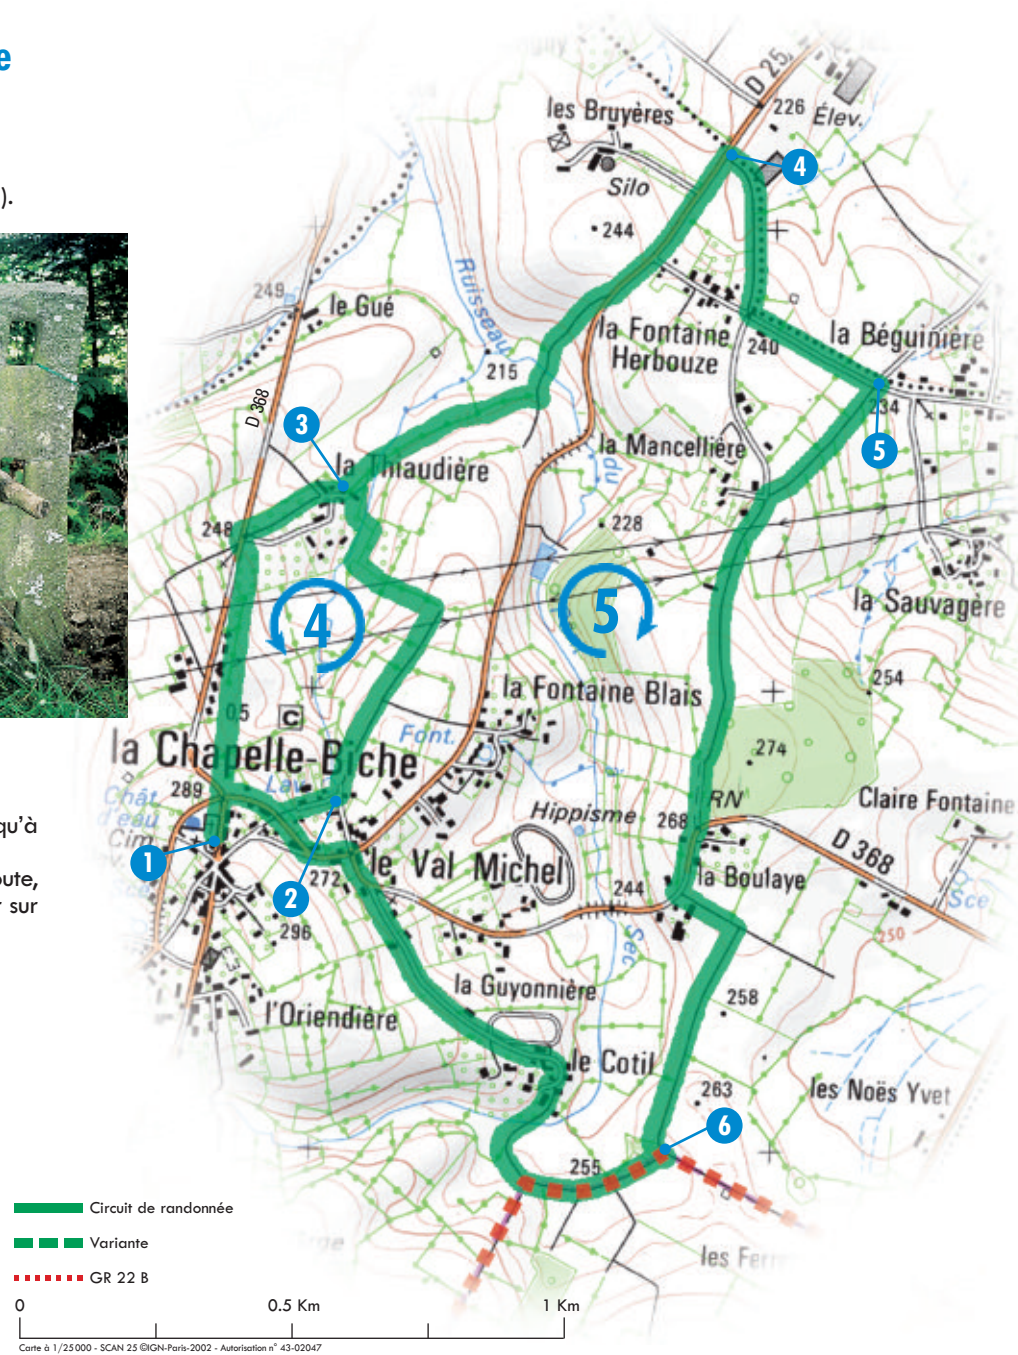 e
).
les Bruyères
D 25
226
Élev.
4
Silo
244
249
le Gué
Ruisseau
la Fontaine
Herbouze
240
la Béguinière
215
D 368
234
3
5
la Thiaudière
la Mancellière
du
248
228
4
5
la Sauvagère
254
la Fontaine Blais
C
Font.
la Chapelle-Biche
274
289
Lav.
Chât
d'eau
Cim
Hippisme
RN
268
Claire Fontaine
D 368
qu'à
1
oute,
r sur
2
272
le Val Michel
la Boulaye
244
Sce
296
Sec
250
la Guyonnière
258
l'Oriendière
le Cotil
263
les Noës Yvet
6
255
Circuit de randonnée
Variante
GR 22 B
0 0.5 Km 1 Km
Carte à 1/25 000 - SCAN 25 ©IGN-Paris-2002 - Autorisation n° 43-02047